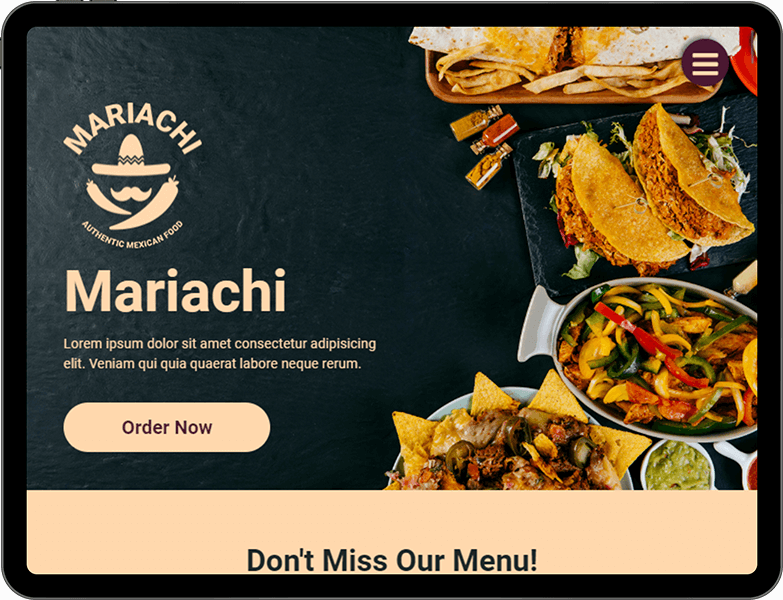 MARIACHI
AUTHENTIC MEXICAN FOOD
Mariachi
Lorem ipsum dolor sit amet consectetur adipisicing
elit. Veniam qui quia quaerat labore neque rerum.
Order Now
Don't Miss Our Menu!